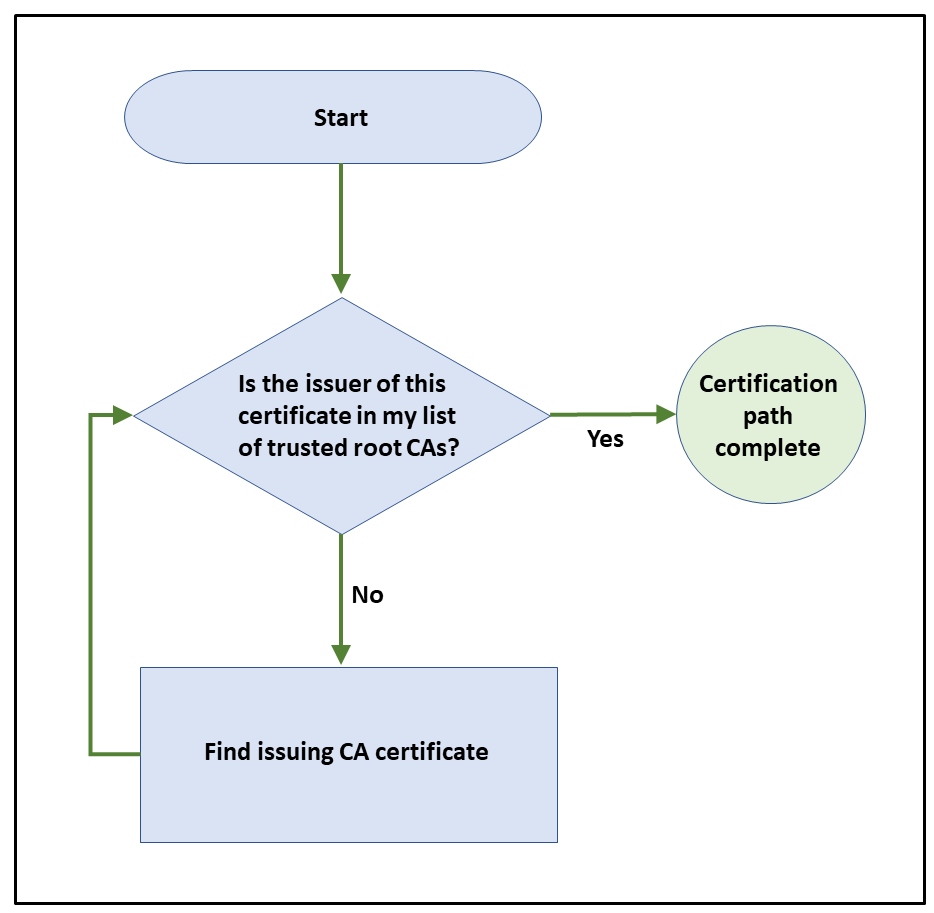 Start
Is the issuer of this
certificate in my list
of trusted root CAs?
Yes
Certification
path
complete
No
Find issuing CA certificate